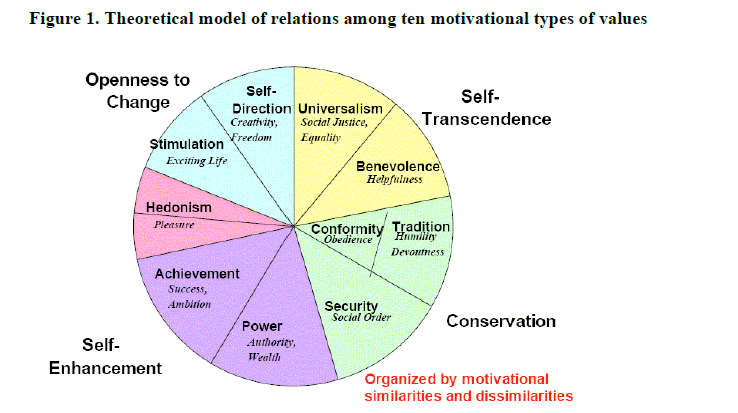 Figure 1. Theoretical model of relations among ten motivational types of values
Openness to
Change
Self-
Direction
Creativity,
Freedom
Universalism
Social Justice,
Equality
Self-
Transcendence
Stimulation
Exciting Life
Benevolence
Helpfulness
Hedonism
Pleasure
Conformity
Obedience
Tradition
Humility
Devoutness
Achievement
Success,
Ambition
Security
Social Order
Power
Authority,
Wealth
Conservation
Self-
Enhancement
Organized by motivational
similarities and dissimilarities